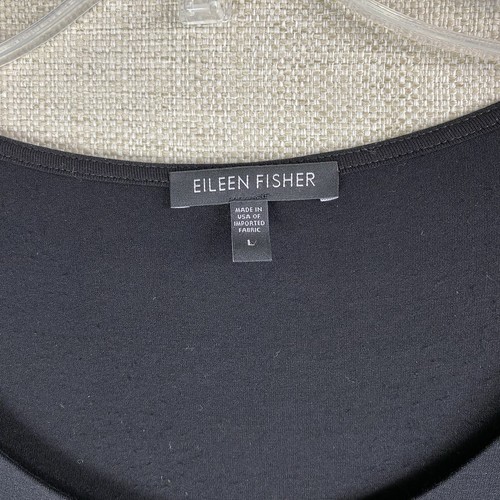 EILEEN FISHER
MADE IN
USA OF
IMPORTED
FABRIC
L